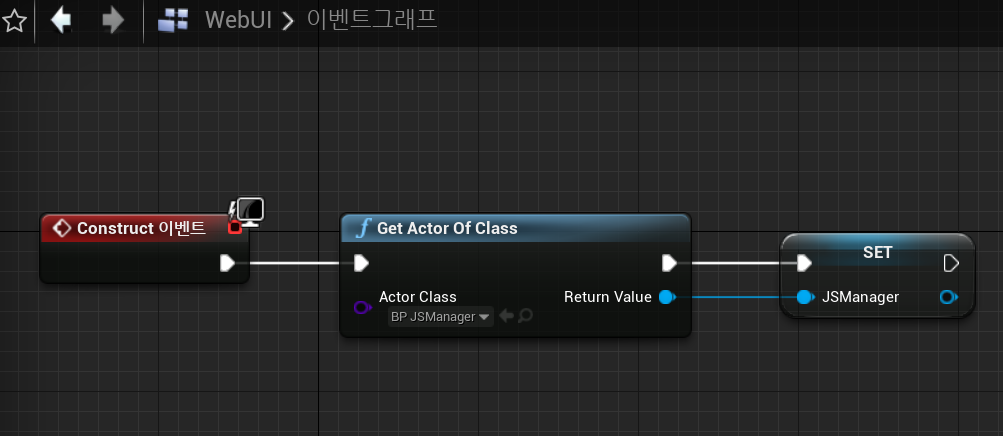 WebUI > 이벤트그래프
Construct 이벤트
f Get Actor Of Class
Actor Class
BP JSManager
Return Value
SET
JSManager